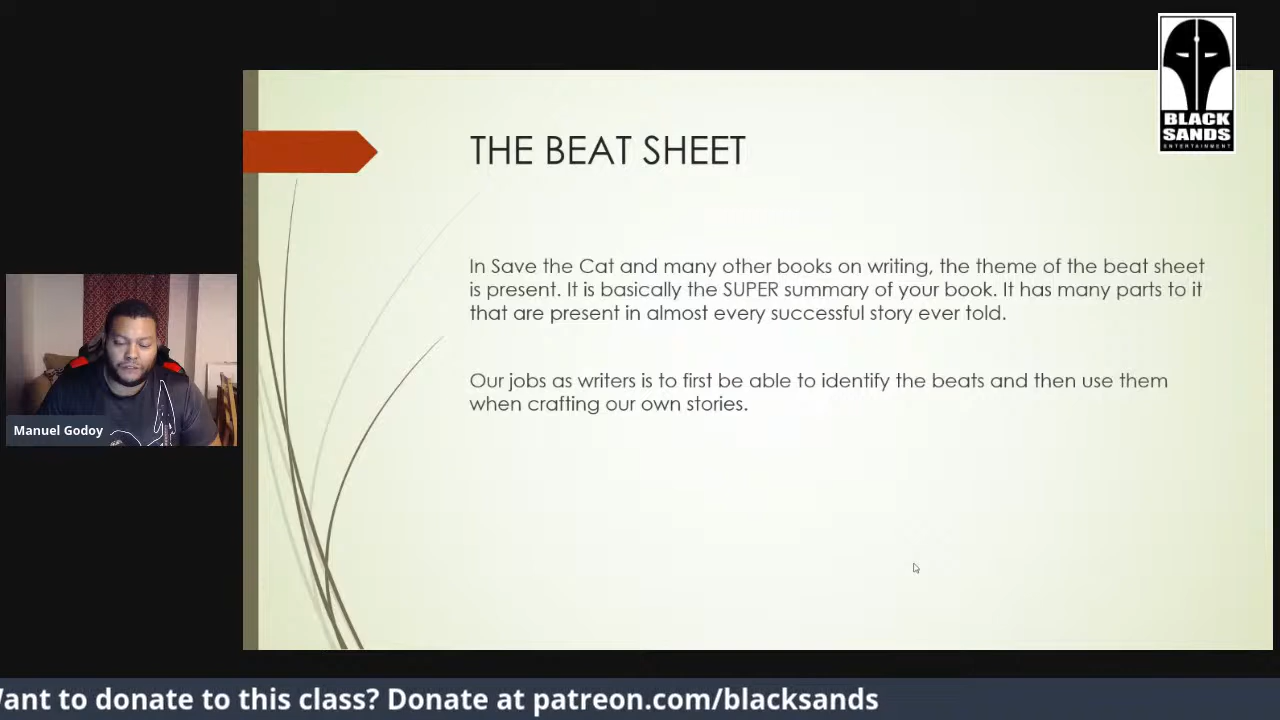 BLACK
SANDS
ENTERTAINMENT
THE BEAT SHEET
In Save the Cat and many other books on writing, the theme of the beat sheet
is present. It is basically the SUPER summary of your book. It has many parts to it
that are present in almost every successful story ever told.
Our jobs as writers is to first be able to identify the beats and then use them
when crafting our own stories.
Manuel Godoy
ant to donate to this class? Donate at patreon.com/blacksands